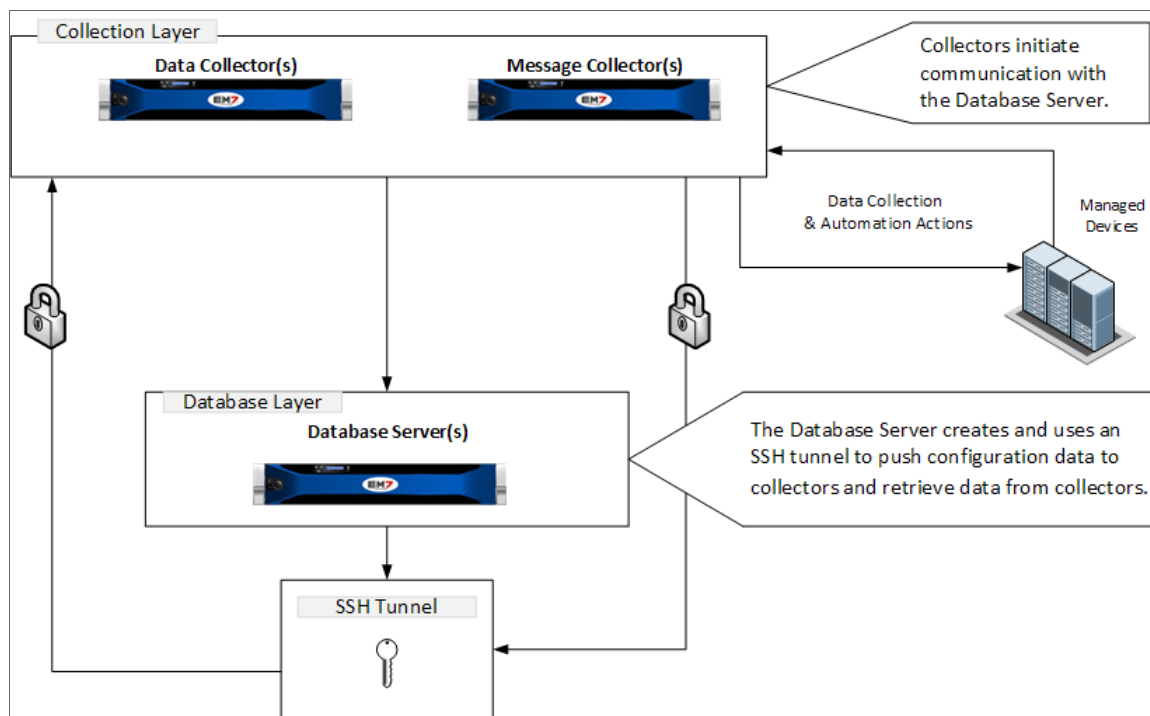 Collection Layer
Data Collector(s)
Message Collector(s)
EM7
EM7
Collectors initiate
communication with
the Database Server.
Data Collection
& Automation Actions
Managed
Devices
Database Layer
Database Server(s)
EM7
The Database Server creates and uses an
SSH tunnel to push configuration data to
collectors and retrieve data from collectors.
SSH Tunnel